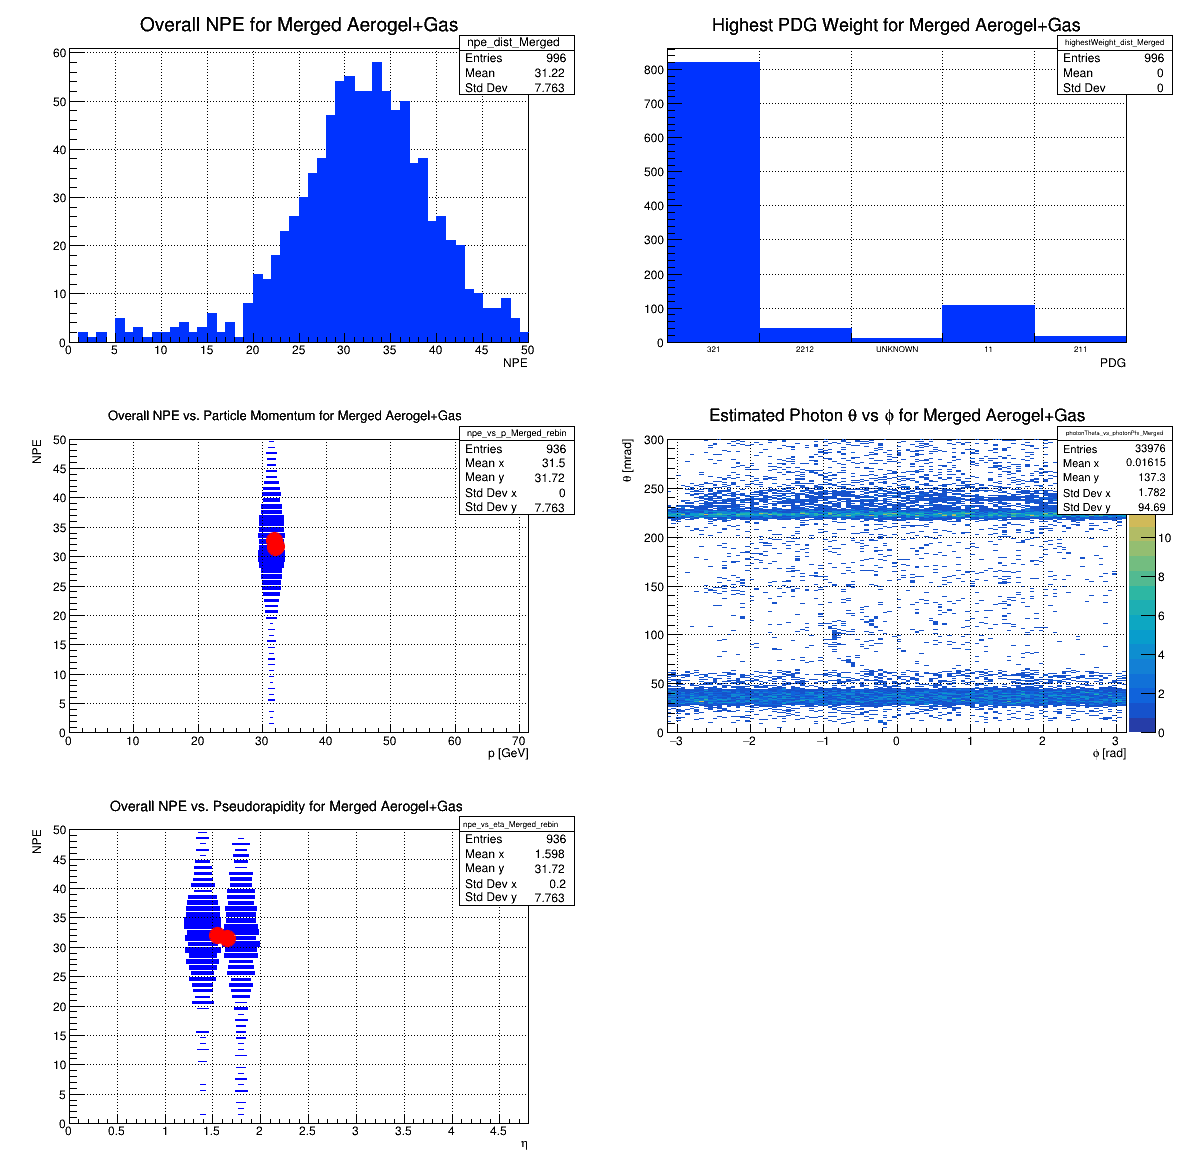 Overall NPE for Merged Aerogel+Gas
npe_dist_Merged
Entries 996
Mean 31.22
Std Dev 7.763
60
50
40
30
20
10
0
0 5 10 15 20 25 30 35 40 45 50
NPE
Highest PDG Weight for Merged Aerogel+Gas
highestWeight_dist_Merged
Entries 996
Mean 0
Std Dev 0
800
700
600
500
400
300
200
100
0
321 2212 UNKNOWN 11 211
PDG
Overall NPE vs. Particle Momentum for Merged Aerogel+Gas
npe_vs_p_Merged_rebin
Entries 936
Mean x 31.5
Mean y 31.72
Std Dev x 0
Std Dev y 7.763
NPE
50
45
40
35
30
25
20
15
10
5
0
0 10 20 30 40 50 60 70
p [GeV]
Estimated Photon θ vs ϕ for Merged Aerogel+Gas
photonTheta_vs_photonPhi_Merged
Entries 33976
Mean x 0.01615
Mean y 137.3
Std Dev x 1.782
Std Dev y 94.69
θ [mrad]
300
250
200
150
100
50
0
−3 −2 −1 0 1 2 3
ϕ [rad]
10
8
6
4
2
0
Overall NPE vs. Pseudorapidity for Merged Aerogel+Gas
npe_vs_eta_Merged_rebin
Entries 936
Mean x 1.598
Mean y 31.72
Std Dev x 0.2
Std Dev y 7.763
NPE
50
45
40
35
30
25
20
15
10
5
0
0 0.5 1 1.5 2 2.5 3 3.5 4 4.5
η